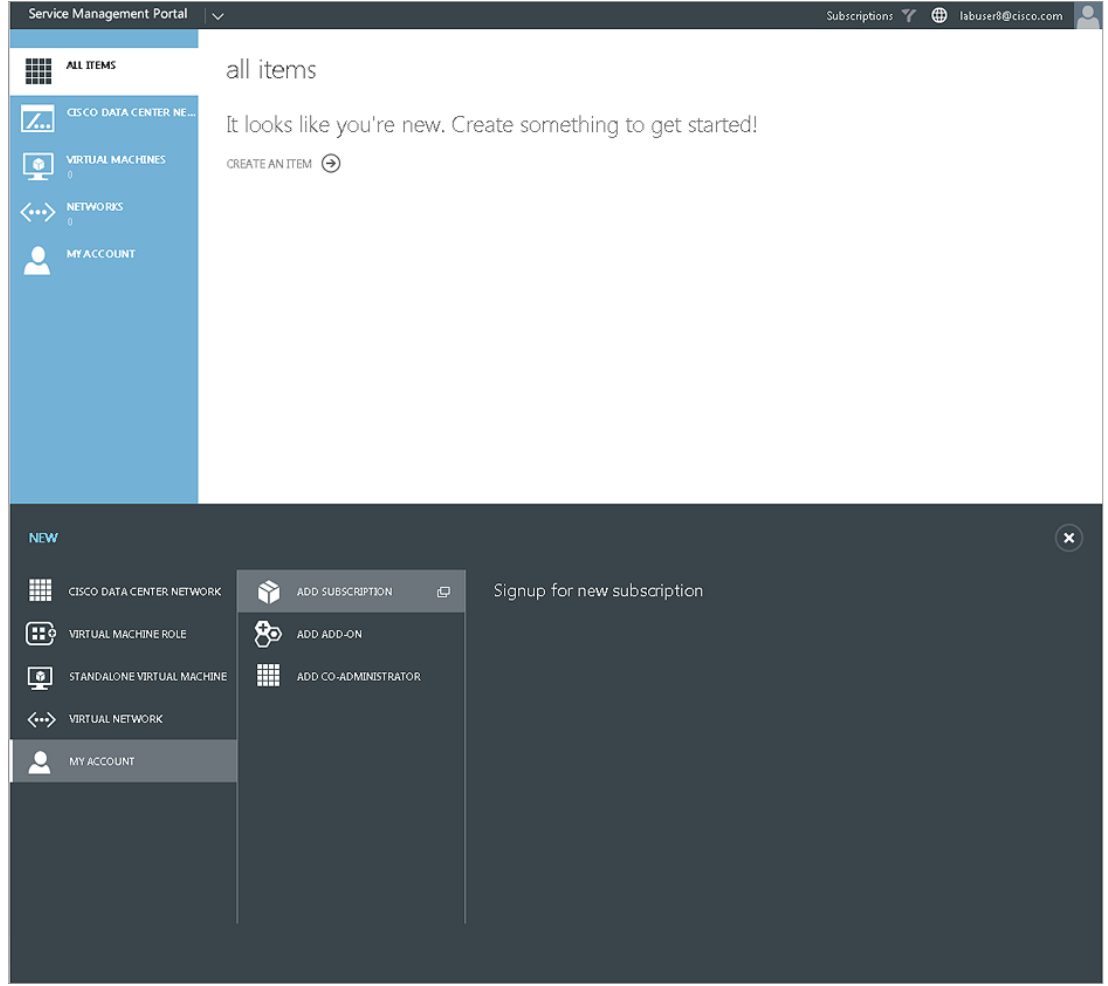 Service Management Portal
Subscriptions
labuser8@cisco.com
ALL ITEMS
CISCO DATA CENTER NE...
VIRTUAL MACHINES
0
NETWORKS
0
MY ACCOUNT
all items
It looks like you're new. Create something to get started!
CREATE AN ITEM
NEW
CISCO DATA CENTER NETWORK
VIRTUAL MACHINE ROLE
STANDALONE VIRTUAL MACHINE
VIRTUAL NETWORK
MY ACCOUNT
ADD SUBSCRIPTION
ADD ADD-ON
ADD CO-ADMINISTRATOR
Signup for new subscription